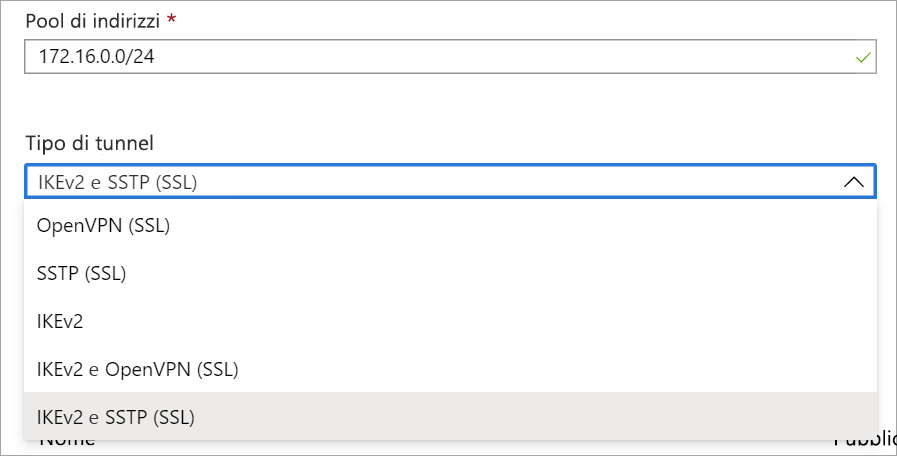 Pool di indirizzi *
172.16.0.0/24
Tipo di tunnel
IKEv2 e SSTP (SSL)
OpenVPN (SSL)
SSTP (SSL)
IKEv2
IKEv2 e OpenVPN (SSL)
IKEv2 e SSTP (SSL)
Nome Pubblic